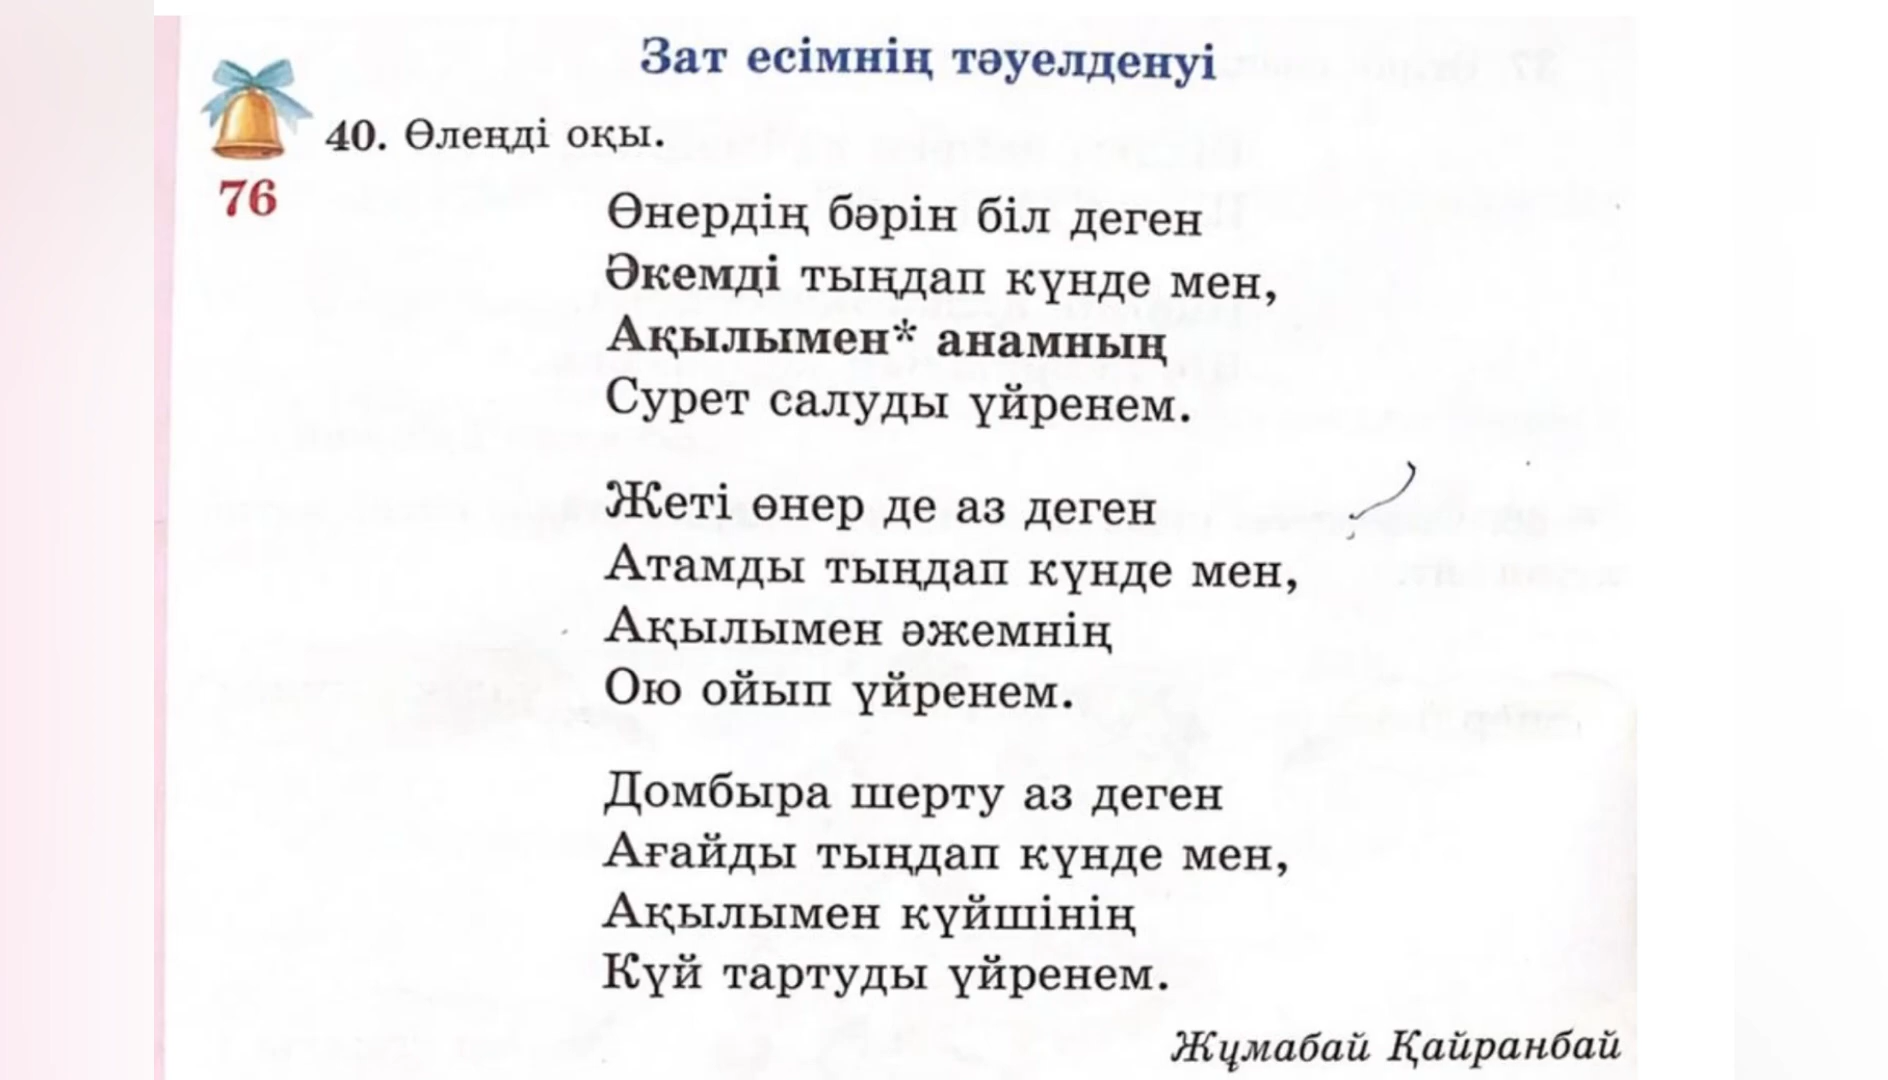 Зат есімнің тәуелденуі
40. Өлеңді оқы.
76
Өнердің бәрін біл деген
Әкемді тыңдап күнде мен,
Ақылымен* анамның
Сурет салуды үйренем.
Жеті өнер де аз деген
Атамды тыңдап күнде мен,
Ақылымен әжемнің
Ою ойып үйренем.
Домбыра шерту аз деген
Ағайды тыңдап күнде мен,
Ақылымен күйшінің
Күй тартуды үйренем.
Жұмабай Қайранбай